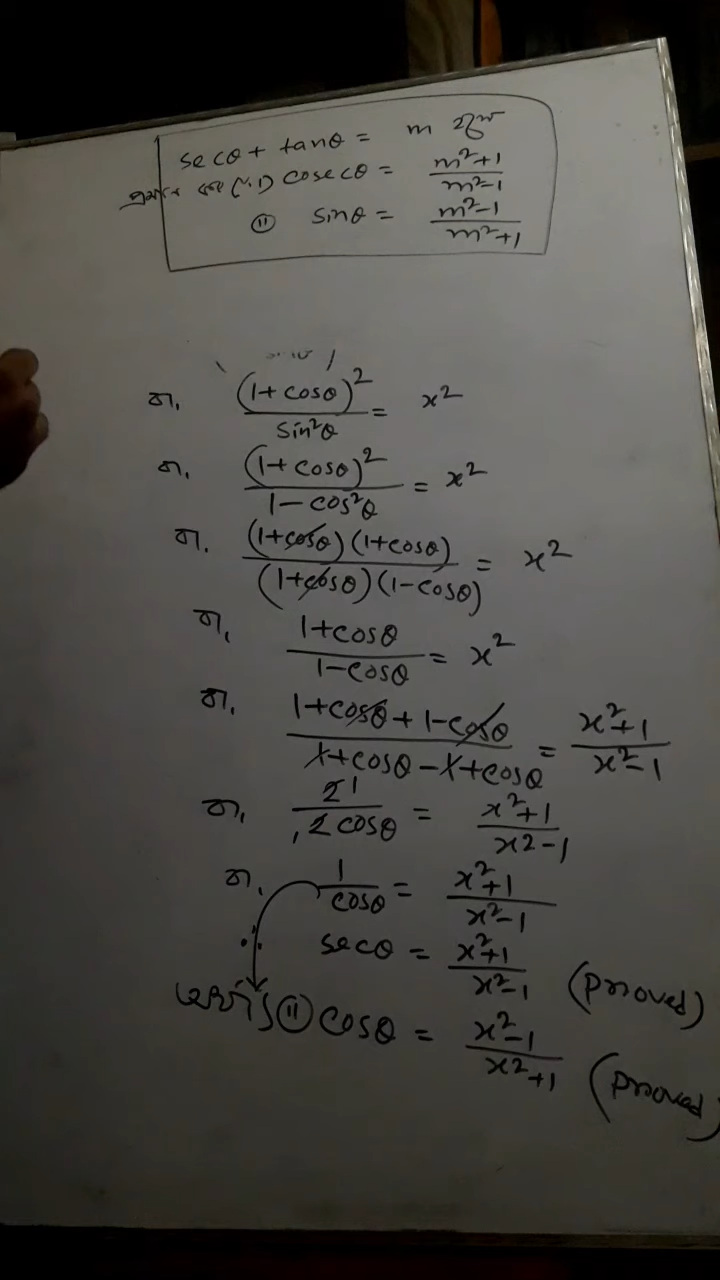 secθ + tanθ = m হলে
প্রমাণ কর (i) cosecθ = m²+1/m²-1
(ii) sinθ = m²-1/m²+1
বা, (1+cosθ)²/sin²θ = x²
বা, (1+cosθ)²/1-cos²θ = x²
বা, (1+cosθ)(1+cosθ)/(1+cosθ)(1-cosθ) = x²
বা, 1+cosθ/1-cosθ = x²
বা, 1+cosθ+1-cosθ/1+cosθ-1+cosθ = x²+1/x²-1
বা, 2 1/1 2cosθ = x²+1/x2-1
বা, 1/cosθ = x²+1/x²-1
∴ secθ = x²+1/x²-1 (proved)
(ii) cosθ = x²-1/x²+1 (proved)